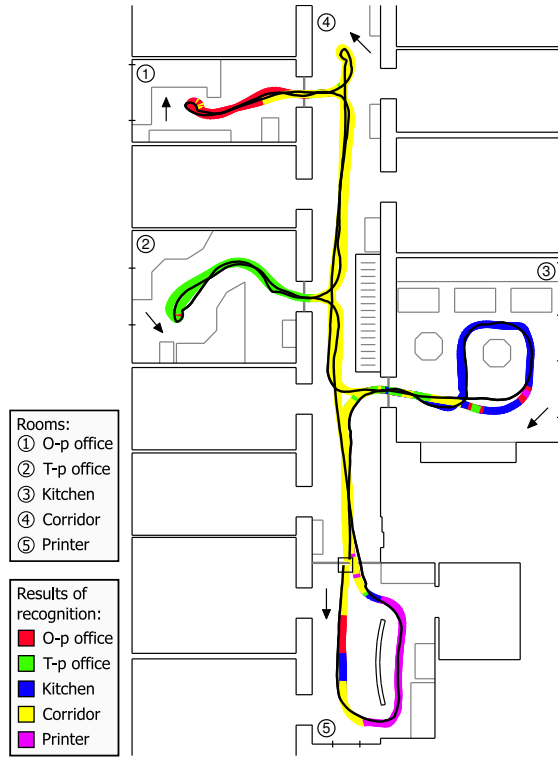 ④
①
②
③
Rooms:
① O-p office
② T-p office
③ Kitchen
④ Corridor
⑤ Printer
Results of
recognition:
O-p office
T-p office
Kitchen
Corridor
Printer
⑤